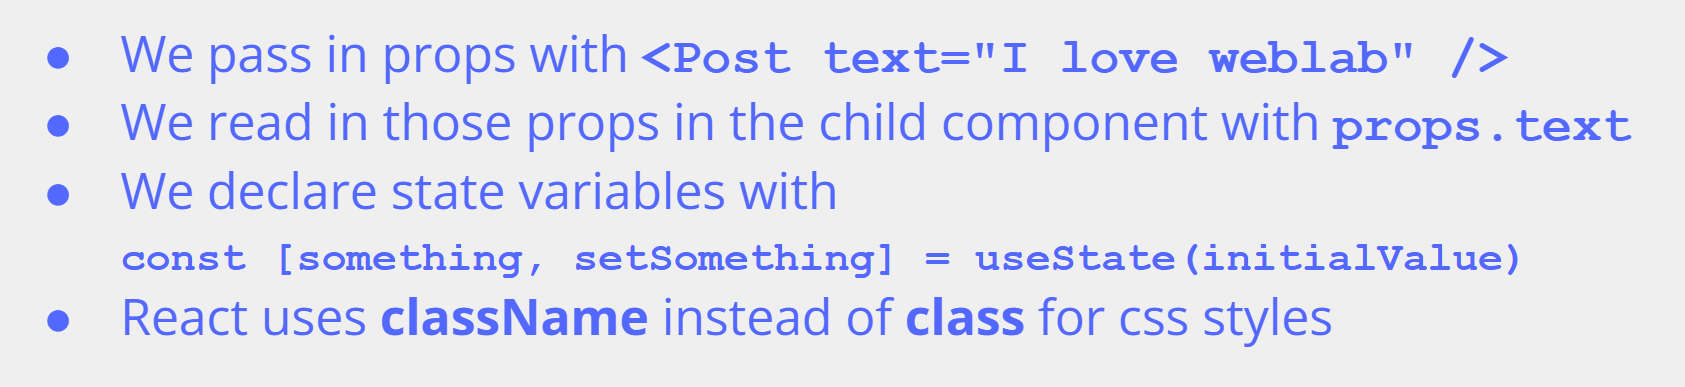 ● We pass in props with <Post text="I love weblab" />
● We read in those props in the child component with props.text
● We declare state variables with
const [something, setSomething] = useState(initialValue)
● React uses className instead of class for css styles